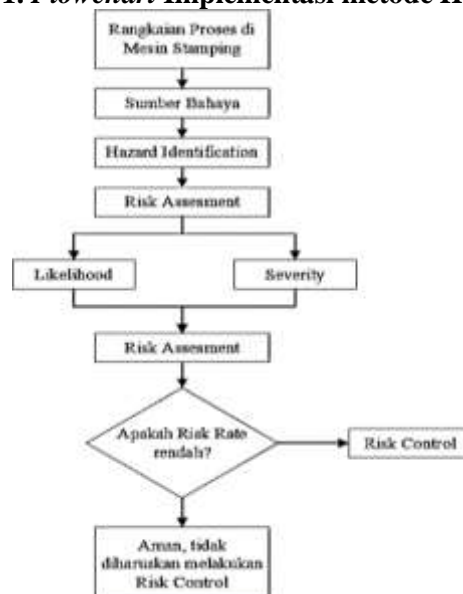 1. Flowchart Implementasi metode H
Rangkaian Proses di
Mesin Stamping
Sumber Bahaya
Hazard Identification
Risk Assesment
Likelihood
Severity
Risk Assesment
Apakah Risk Rate
rendah?
Risk Control
Aman, tidak
diharuskan melakukan
Risk Control